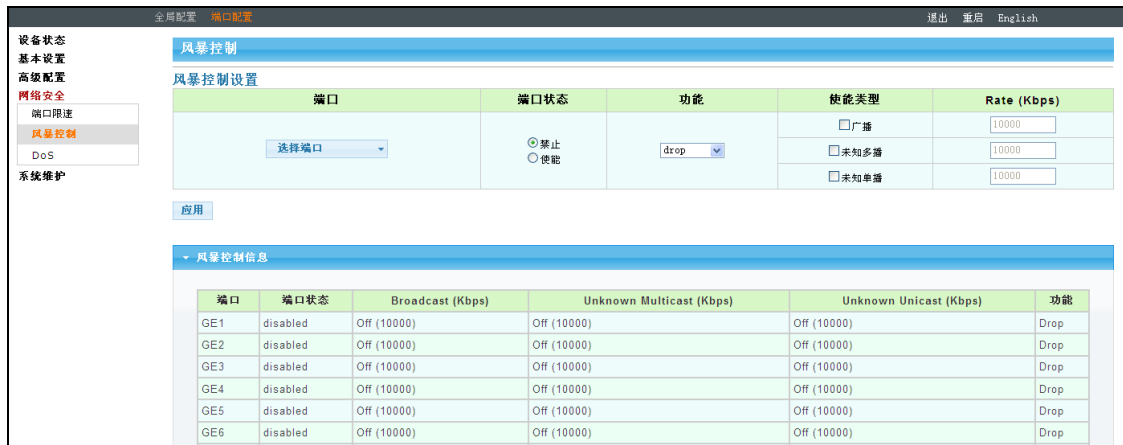 全局配置 端口配置 退出 重启 English
设备状态
基本设置
高级配置
网络安全
端口限速
风暴控制
DoS
系统维护
风暴控制
风暴控制设置
端口 端口状态 功能 使能类型 Rate (Kbps)
选择端口 禁止 使能 drop
广播 10000
未知多播 10000
未知单播 10000
应用
风暴控制信息
端口 端口状态 Broadcast (Kbps) Unknown Multicast (Kbps) Unknown Unicast (Kbps) 功能
GE1 disabled Off (10000) Off (10000) Off (10000) Drop
GE2 disabled Off (10000) Off (10000) Off (10000) Drop
GE3 disabled Off (10000) Off (10000) Off (10000) Drop
GE4 disabled Off (10000) Off (10000) Off (10000) Drop
GE5 disabled Off (10000) Off (10000) Off (10000) Drop
GE6 disabled Off (10000) Off (10000) Off (10000) Drop